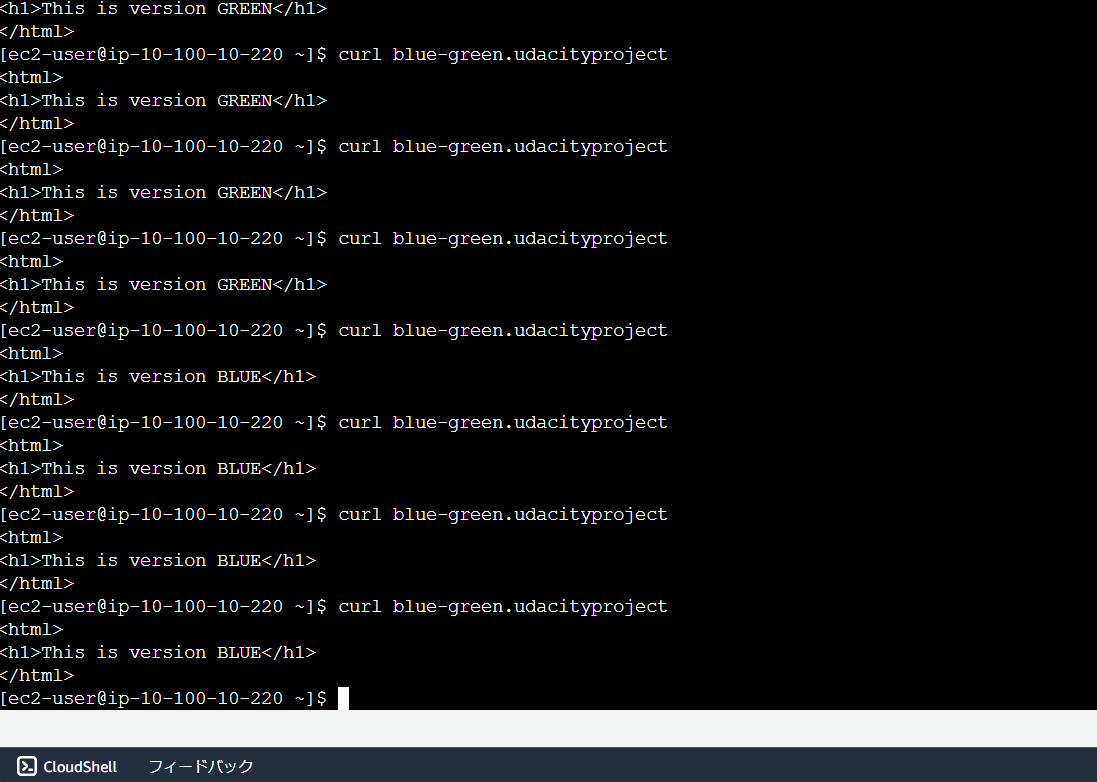 <h1>This is version GREEN</h1>
</html>
[ec2-user@ip-10-100-10-220 ~]$ curl blue-green.udacityproject
<html>
<h1>This is version GREEN</h1>
</html>
[ec2-user@ip-10-100-10-220 ~]$ curl blue-green.udacityproject
<html>
<h1>This is version GREEN</h1>
</html>
[ec2-user@ip-10-100-10-220 ~]$ curl blue-green.udacityproject
<html>
<h1>This is version GREEN</h1>
</html>
[ec2-user@ip-10-100-10-220 ~]$ curl blue-green.udacityproject
<html>
<h1>This is version BLUE</h1>
</html>
[ec2-user@ip-10-100-10-220 ~]$ curl blue-green.udacityproject
<html>
<h1>This is version BLUE</h1>
</html>
[ec2-user@ip-10-100-10-220 ~]$ curl blue-green.udacityproject
<html>
<h1>This is version BLUE</h1>
</html>
[ec2-user@ip-10-100-10-220 ~]$ curl blue-green.udacityproject
<html>
<h1>This is version BLUE</h1>
</html>
[ec2-user@ip-10-100-10-220 ~]$
CloudShell フィードバック